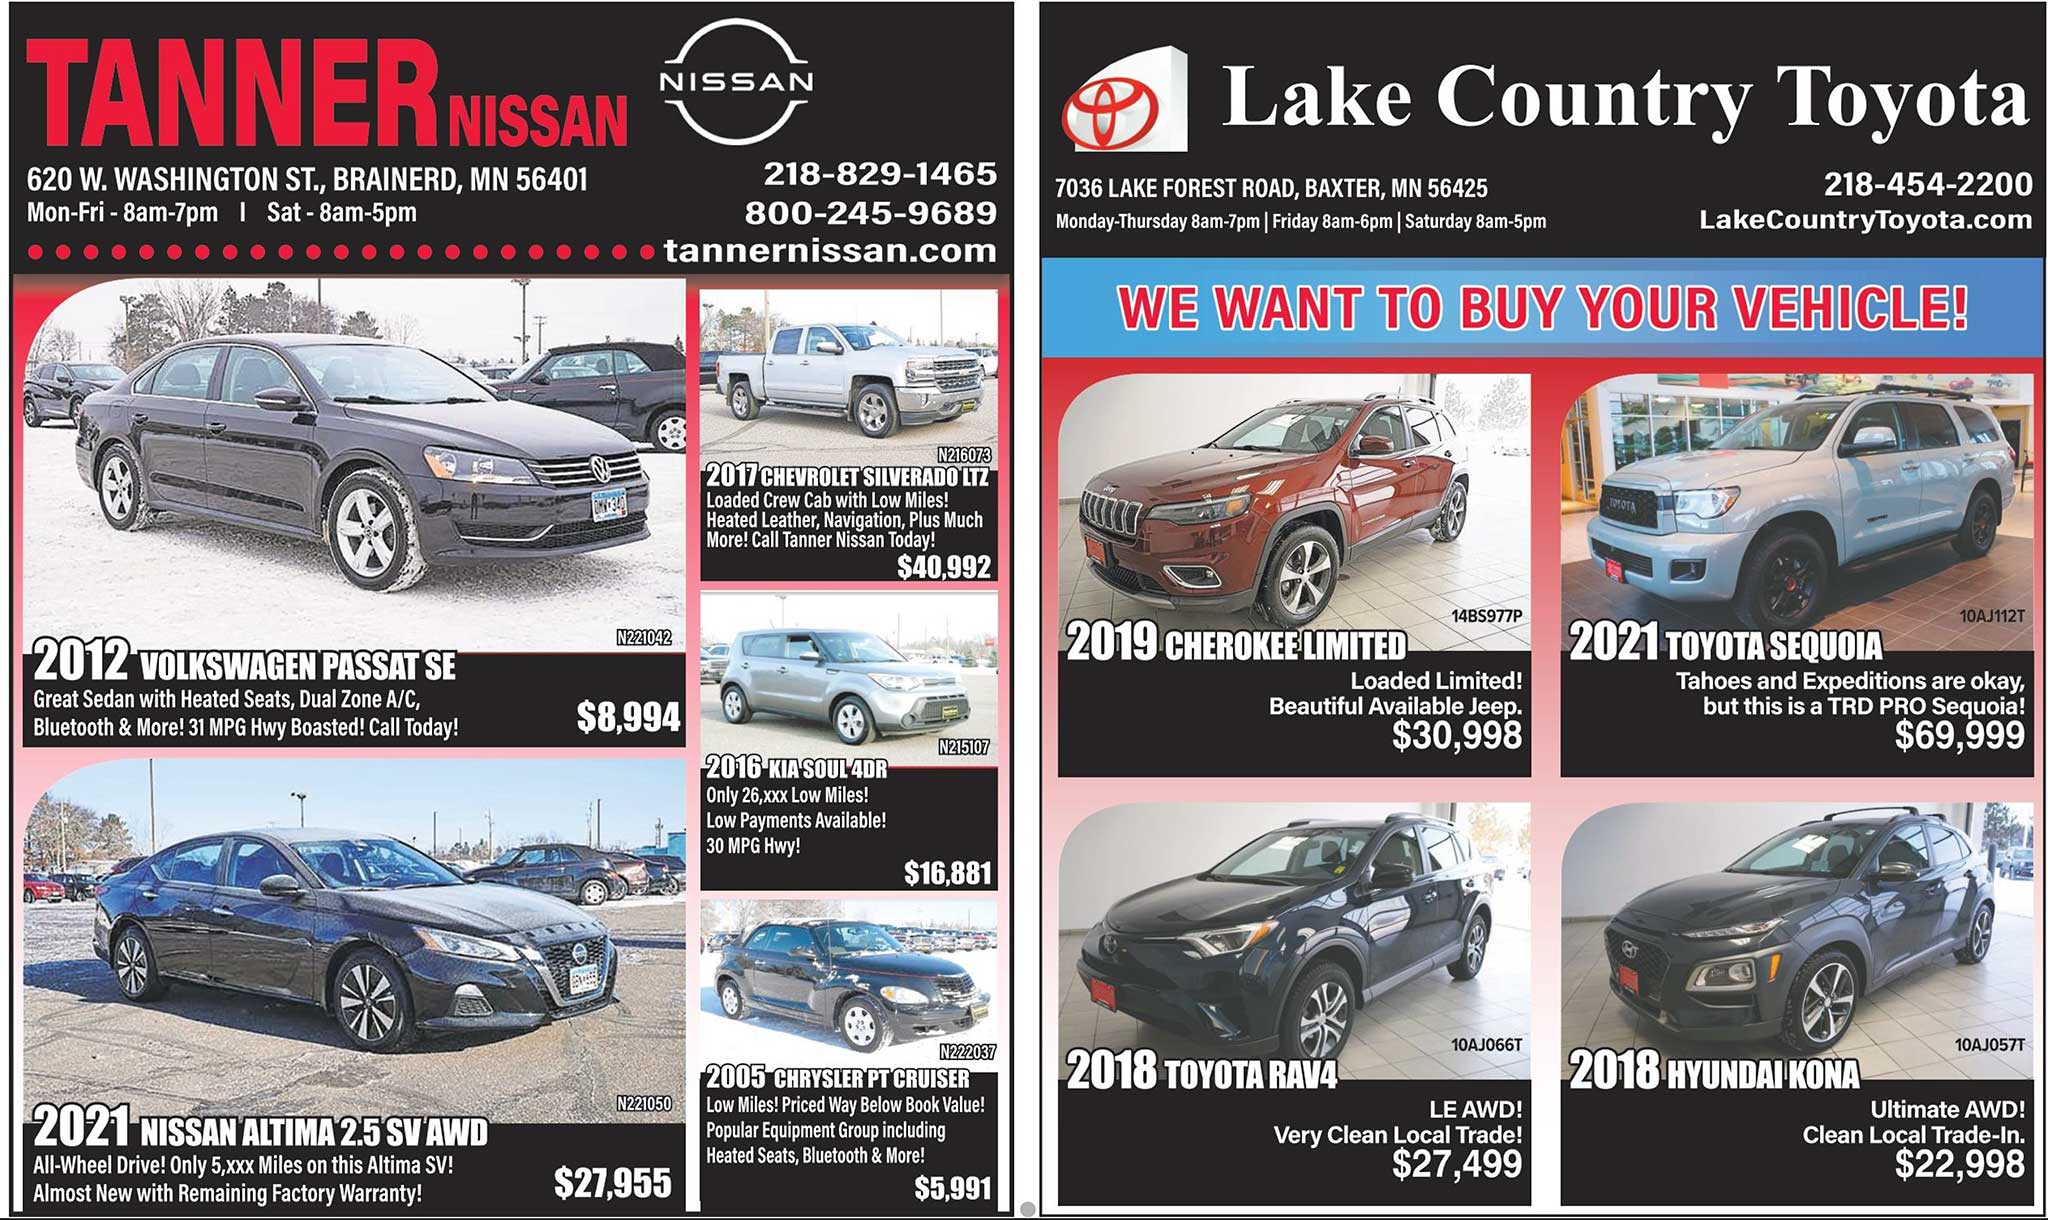 TANNER NISSAN
NISSAN
620 W. WASHINGTON ST., BRAINERD, MN 56401
Mon-Fri - 8am-7pm | Sat - 8am-5pm
218-829-1465
800-245-9689
tannernissan.com
N221042
2012 VOLKSWAGEN PASSAT SE
Great Sedan with Heated Seats, Dual Zone A/C,
Bluetooth & More! 31 MPG Hwy Boasted! Call Today!
$8,994
N221050
2021 NISSAN ALTIMA 2.5 SV AWD
All-Wheel Drive! Only 5,xxx Miles on this Altima SV!
Almost New with Remaining Factory Warranty!
$27,955
N216073
2017 CHEVROLET SILVERADO LTZ
Loaded Crew Cab with Low Miles!
Heated Leather, Navigation, Plus Much
More! Call Tanner Nissan Today!
$40,992
N215107
2016 KIA SOUL 4DR
Only 26,xxx Low Miles!
Low Payments Available!
30 MPG Hwy!
$16,881
N222037
2005 CHRYSLER PT CRUISER
Low Miles! Priced Way Below Book Value!
Popular Equipment Group including
Heated Seats, Bluetooth & More!
$5,991
Lake Country Toyota
7036 LAKE FOREST ROAD, BAXTER, MN 56425
Monday-Thursday 8am-7pm | Friday 8am-6pm | Saturday 8am-5pm
218-454-2200
LakeCountryToyota.com
WE WANT TO BUY YOUR VEHICLE!
14BS977P
2019 CHEROKEE LIMITED
Loaded Limited!
Beautiful Available Jeep.
$30,998
TOYOTA
10AJ112T
2021 TOYOTA SEQUOIA
Tahoes and Expeditions are okay,
but this is a TRD PRO Sequoia!
$69,999
10AJ066T
2018 TOYOTA RAV4
LE AWD!
Very Clean Local Trade!
$27,499
10AJ057T
2018 HYUNDAI KONA
Ultimate AWD!
Clean Local Trade-In.
$22,998